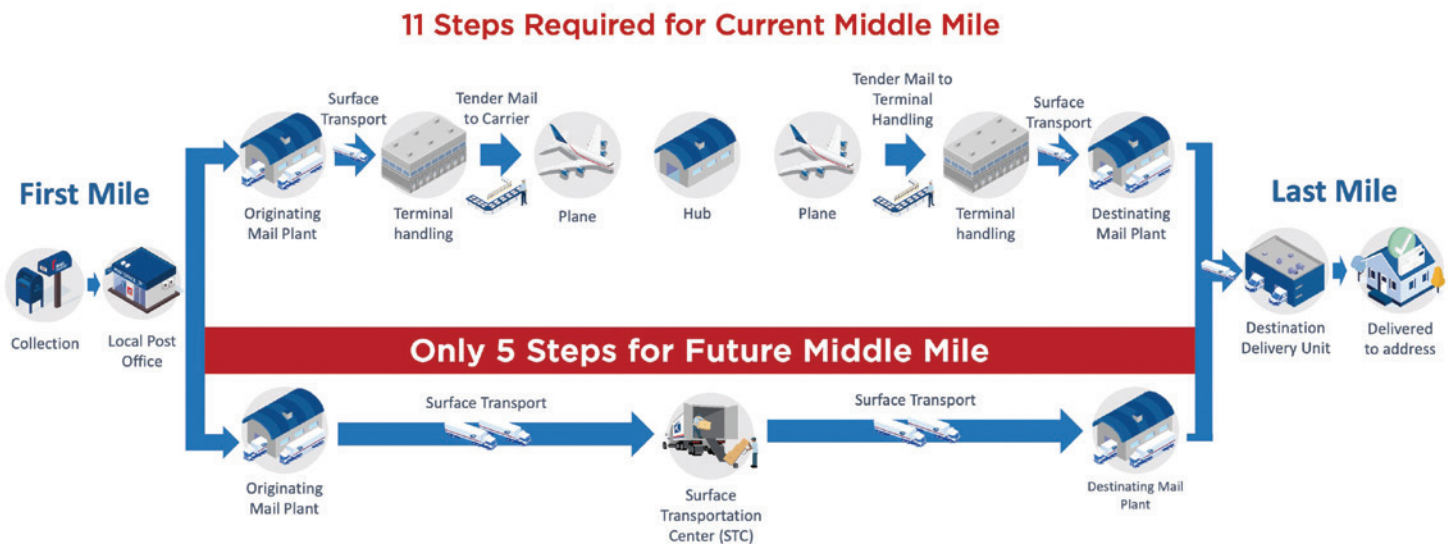 11 Steps Required for Current Middle Mile
Surface
Transport
Tender Mail
to Carrier
Tender Mail to
Terminal
Handling
Surface
Transport
First Mile
Originating
Mail Plant
Terminal
handling
Plane
Hub
Plane
Terminal
handling
Destinating
Mail Plant
Last Mile
Collection
Local Post
Office
Destination
Delivery Unit
Delivered
to address
Only 5 Steps for Future Middle Mile
Surface Transport
Surface Transport
Originating
Mail Plant
Surface
Transportation
Center (STC)
Destinating Mail
Plant